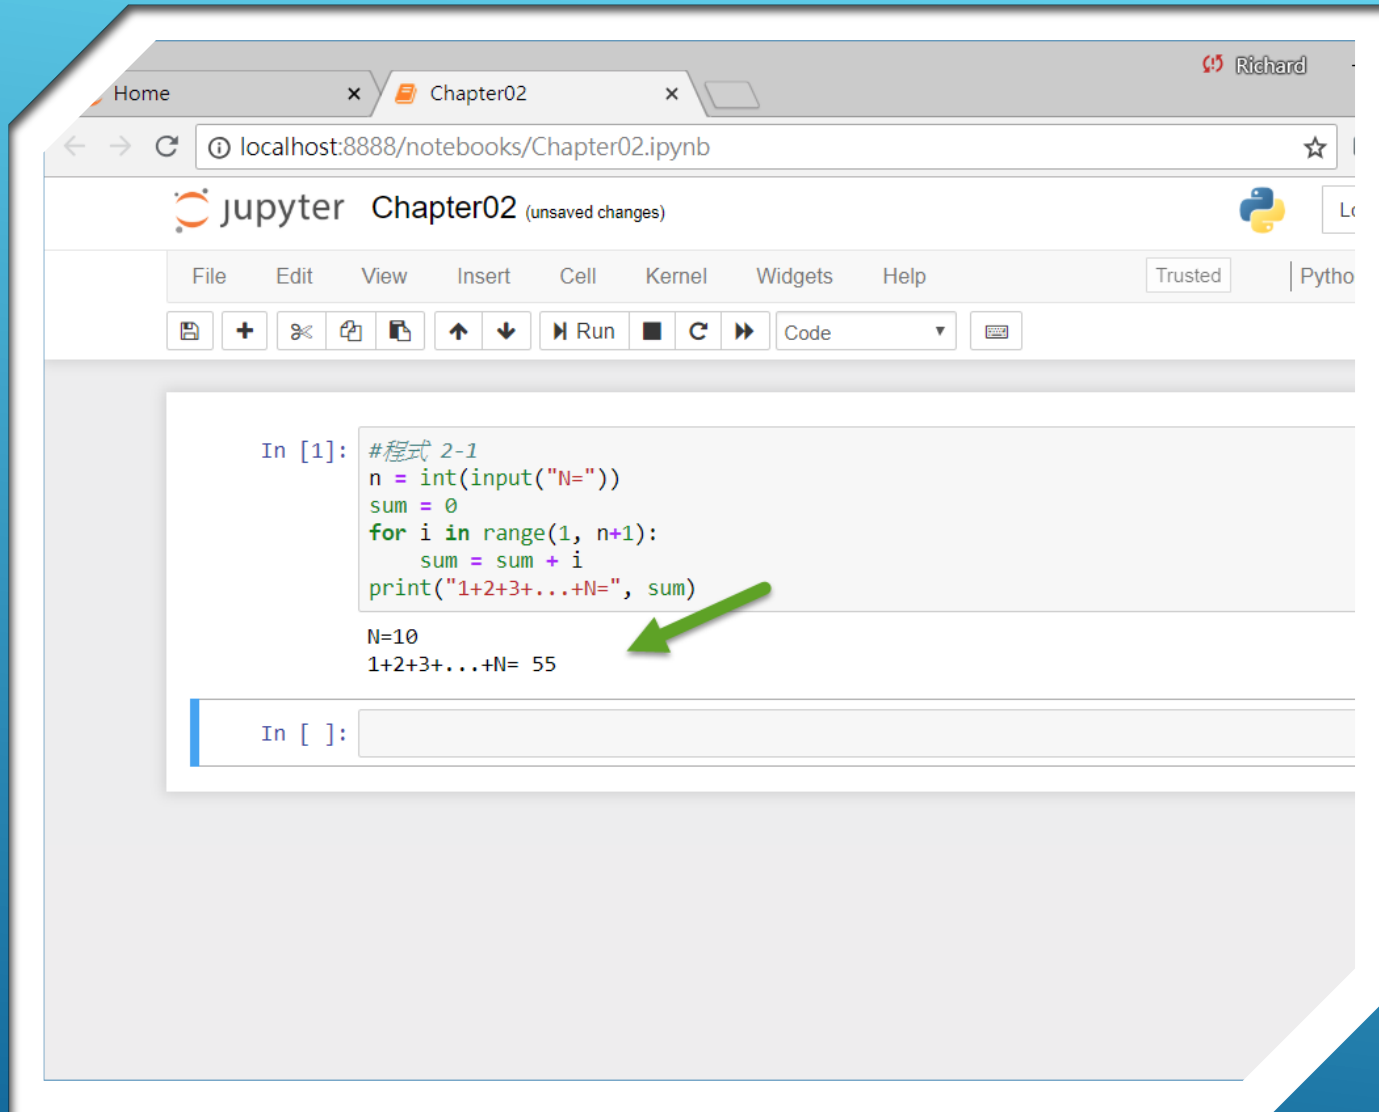 Richard
Home
Chapter02
localhost:8888/notebooks/Chapter02.ipynb
jupyter Chapter02 (unsaved changes)
File Edit View Insert Cell Kernel Widgets Help Trusted
Run Code
In [1]: #程式 2-1
n = int(input("N="))
sum = 0
for i in range(1, n+1):
    sum = sum + i
print("1+2+3+...+N=", sum)
N=10
1+2+3+...+N= 55
In [ ]: